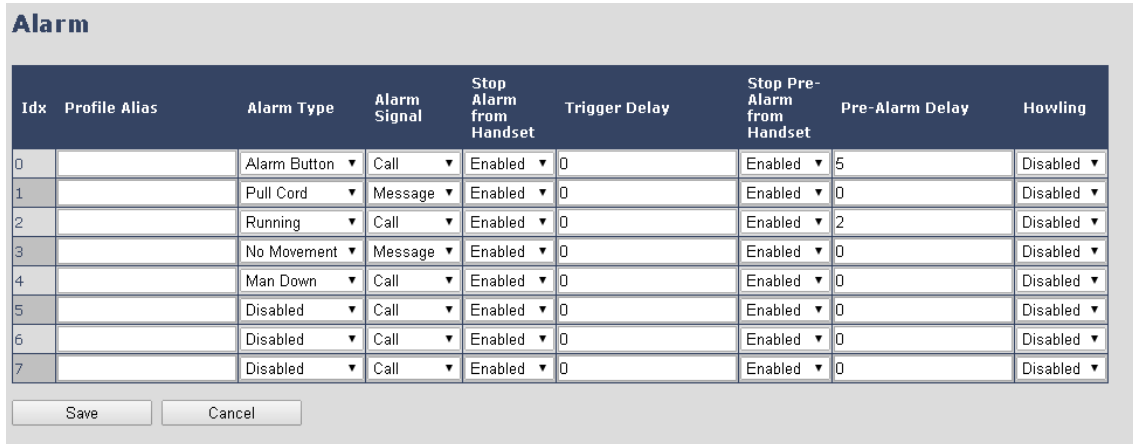 Alarm
Idx Profile Alias Alarm Type Alarm Signal Stop Alarm from Handset Trigger Delay Stop Pre-Alarm from Handset Pre-Alarm Delay Howling
0 Alarm Button Call Enabled 0 Enabled 5 Disabled
1 Pull Cord Message Enabled 0 Enabled 0 Disabled
2 Running Call Enabled 0 Enabled 2 Disabled
3 No Movement Message Enabled 0 Enabled 0 Disabled
4 Man Down Call Enabled 0 Enabled 0 Disabled
5 Disabled Call Enabled 0 Enabled 0 Disabled
6 Disabled Call Enabled 0 Enabled 0 Disabled
7 Disabled Call Enabled 0 Enabled 0 Disabled
Save Cancel